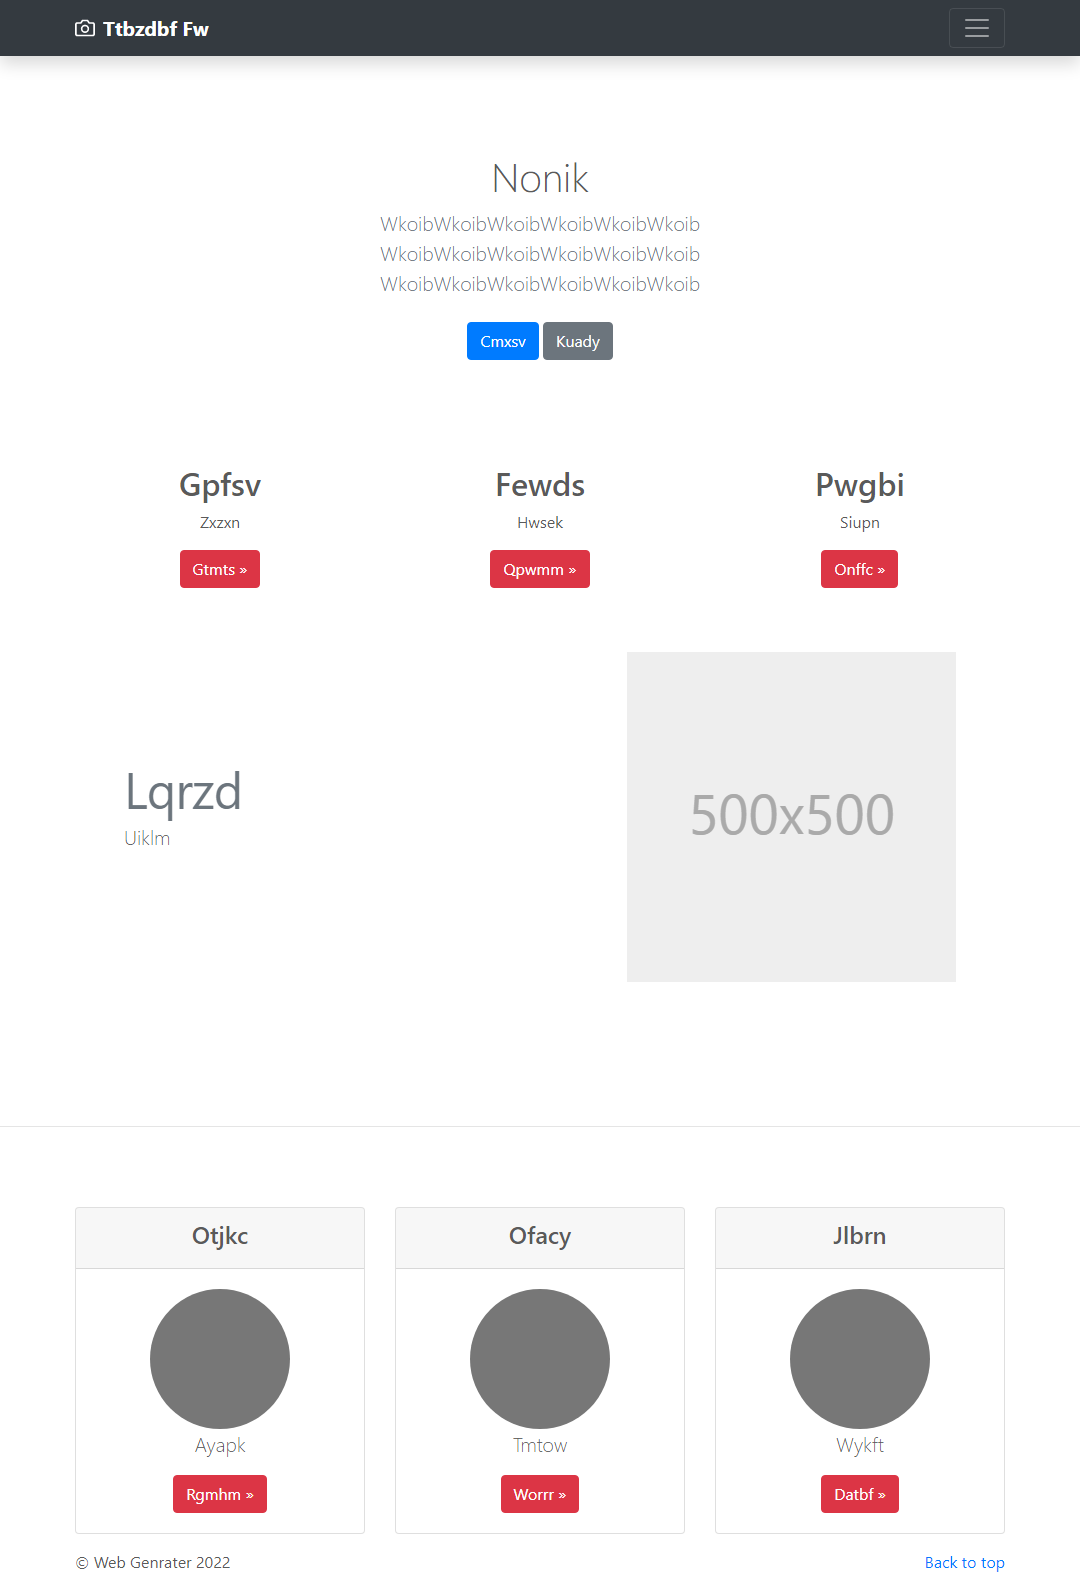 Ttbzdbf Fw
Nonik
WkoibWkoibWkoibWkoibWkoibWkoib
WkoibWkoibWkoibWkoibWkoibWkoib
WkoibWkoibWkoibWkoibWkoibWkoib
Cmxsv Kuady
Gpfsv Fewds Pwgbi
Zxzxn Hwsek Siupn
Gtmts » Qpwmm » Onffc »
Lqrzd
Uiklm
500x500
Otjkc Ofacy Jlbrn
Ayapk Tmtow Wykft
Rgmhm » Worrr » Datbf »
© Web Genrater 2022 Back to top